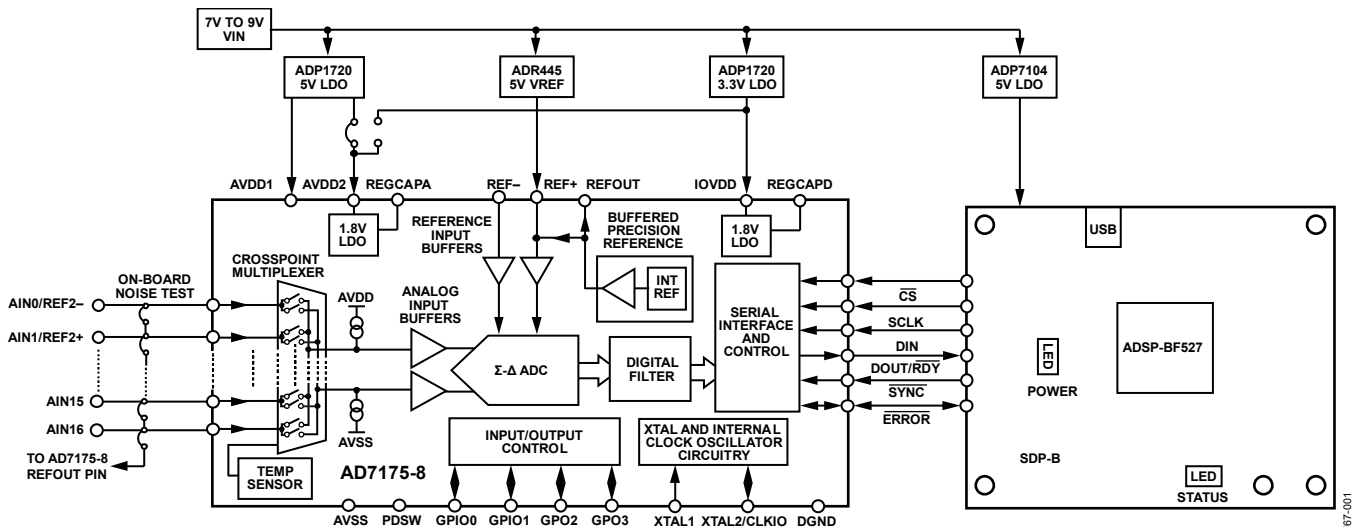 7V TO 9V
VIN
ADP1720
5V LDO
ADR445
5V VREF
ADP1720
3.3V LDO
ADP7104
5V LDO
AVDD1
AVDD2
REGCAPA
REF–
REF+
REFOUT
IOVDD
REGCAPD
1.8V
LDO
REFERENCE
INPUT
BUFFERS
BUFFERED
PRECISION
REFERENCE
1.8V
LDO
USB
CROSSPOINT
MULTIPLEXER
ON-BOARD
NOISE TEST
INT
REF
AVDD
ANALOG
INPUT
BUFFERS
AIN0/REF2–
AIN1/REF2+
AIN15
AIN16
TO AD7175-8
REFOUT PIN
Σ-Δ ADC
DIGITAL
FILTER
SERIAL
INTERFACE
AND
CONTROL
CS
SCLK
DIN
DOUT/RDY
SYNC
ERROR
LED
POWER
ADSP-BF527
AVSS
INPUT/OUTPUT
CONTROL
XTAL AND INTERNAL
CLOCK OSCILLATOR
CIRCUITRY
TEMP
SENSOR
AD7175-8
SDP-B
LED
STATUS
AVSS
PDSW
GPIO0
GPIO1
GPO2
GPO3
XTAL1
XTAL2/CLKIO
DGND
67-001